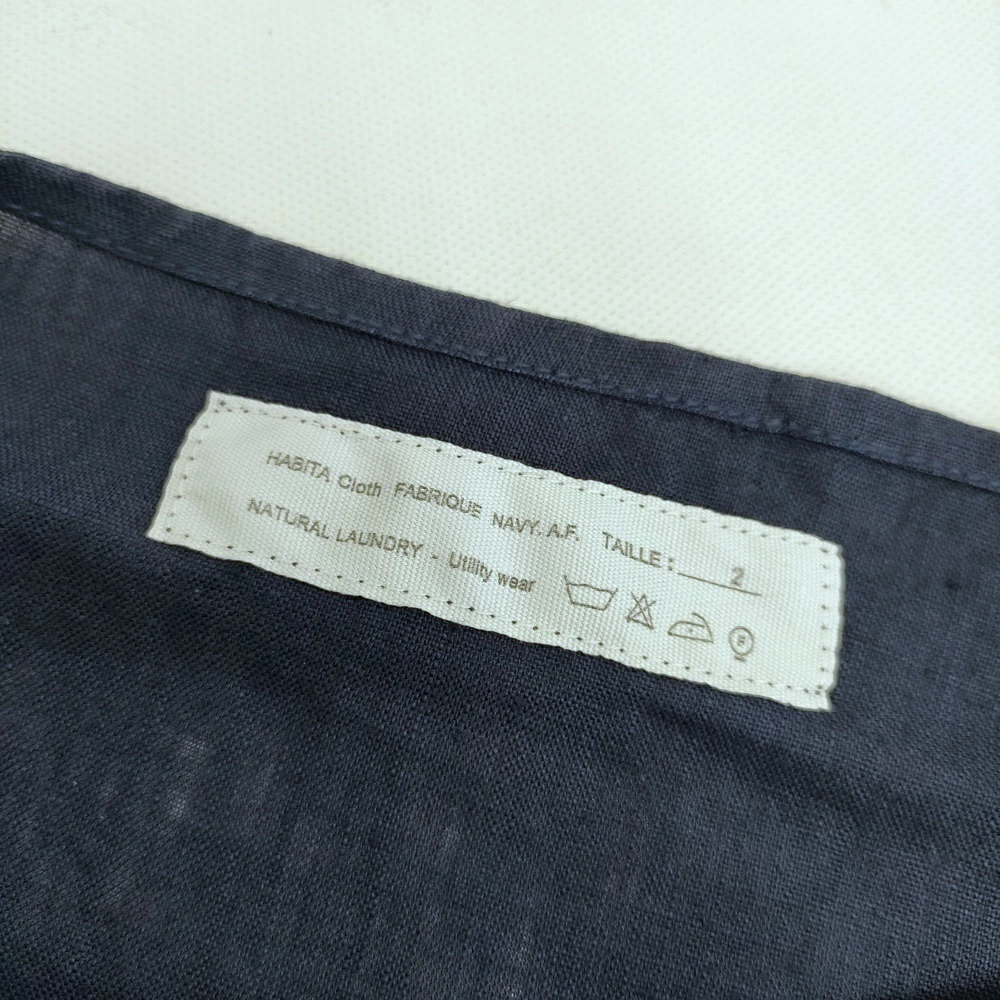 HABITA Cloth FABRIQUE NAVY. A.F. TAILLE : 2
NATURAL LAUNDRY - Utility wear